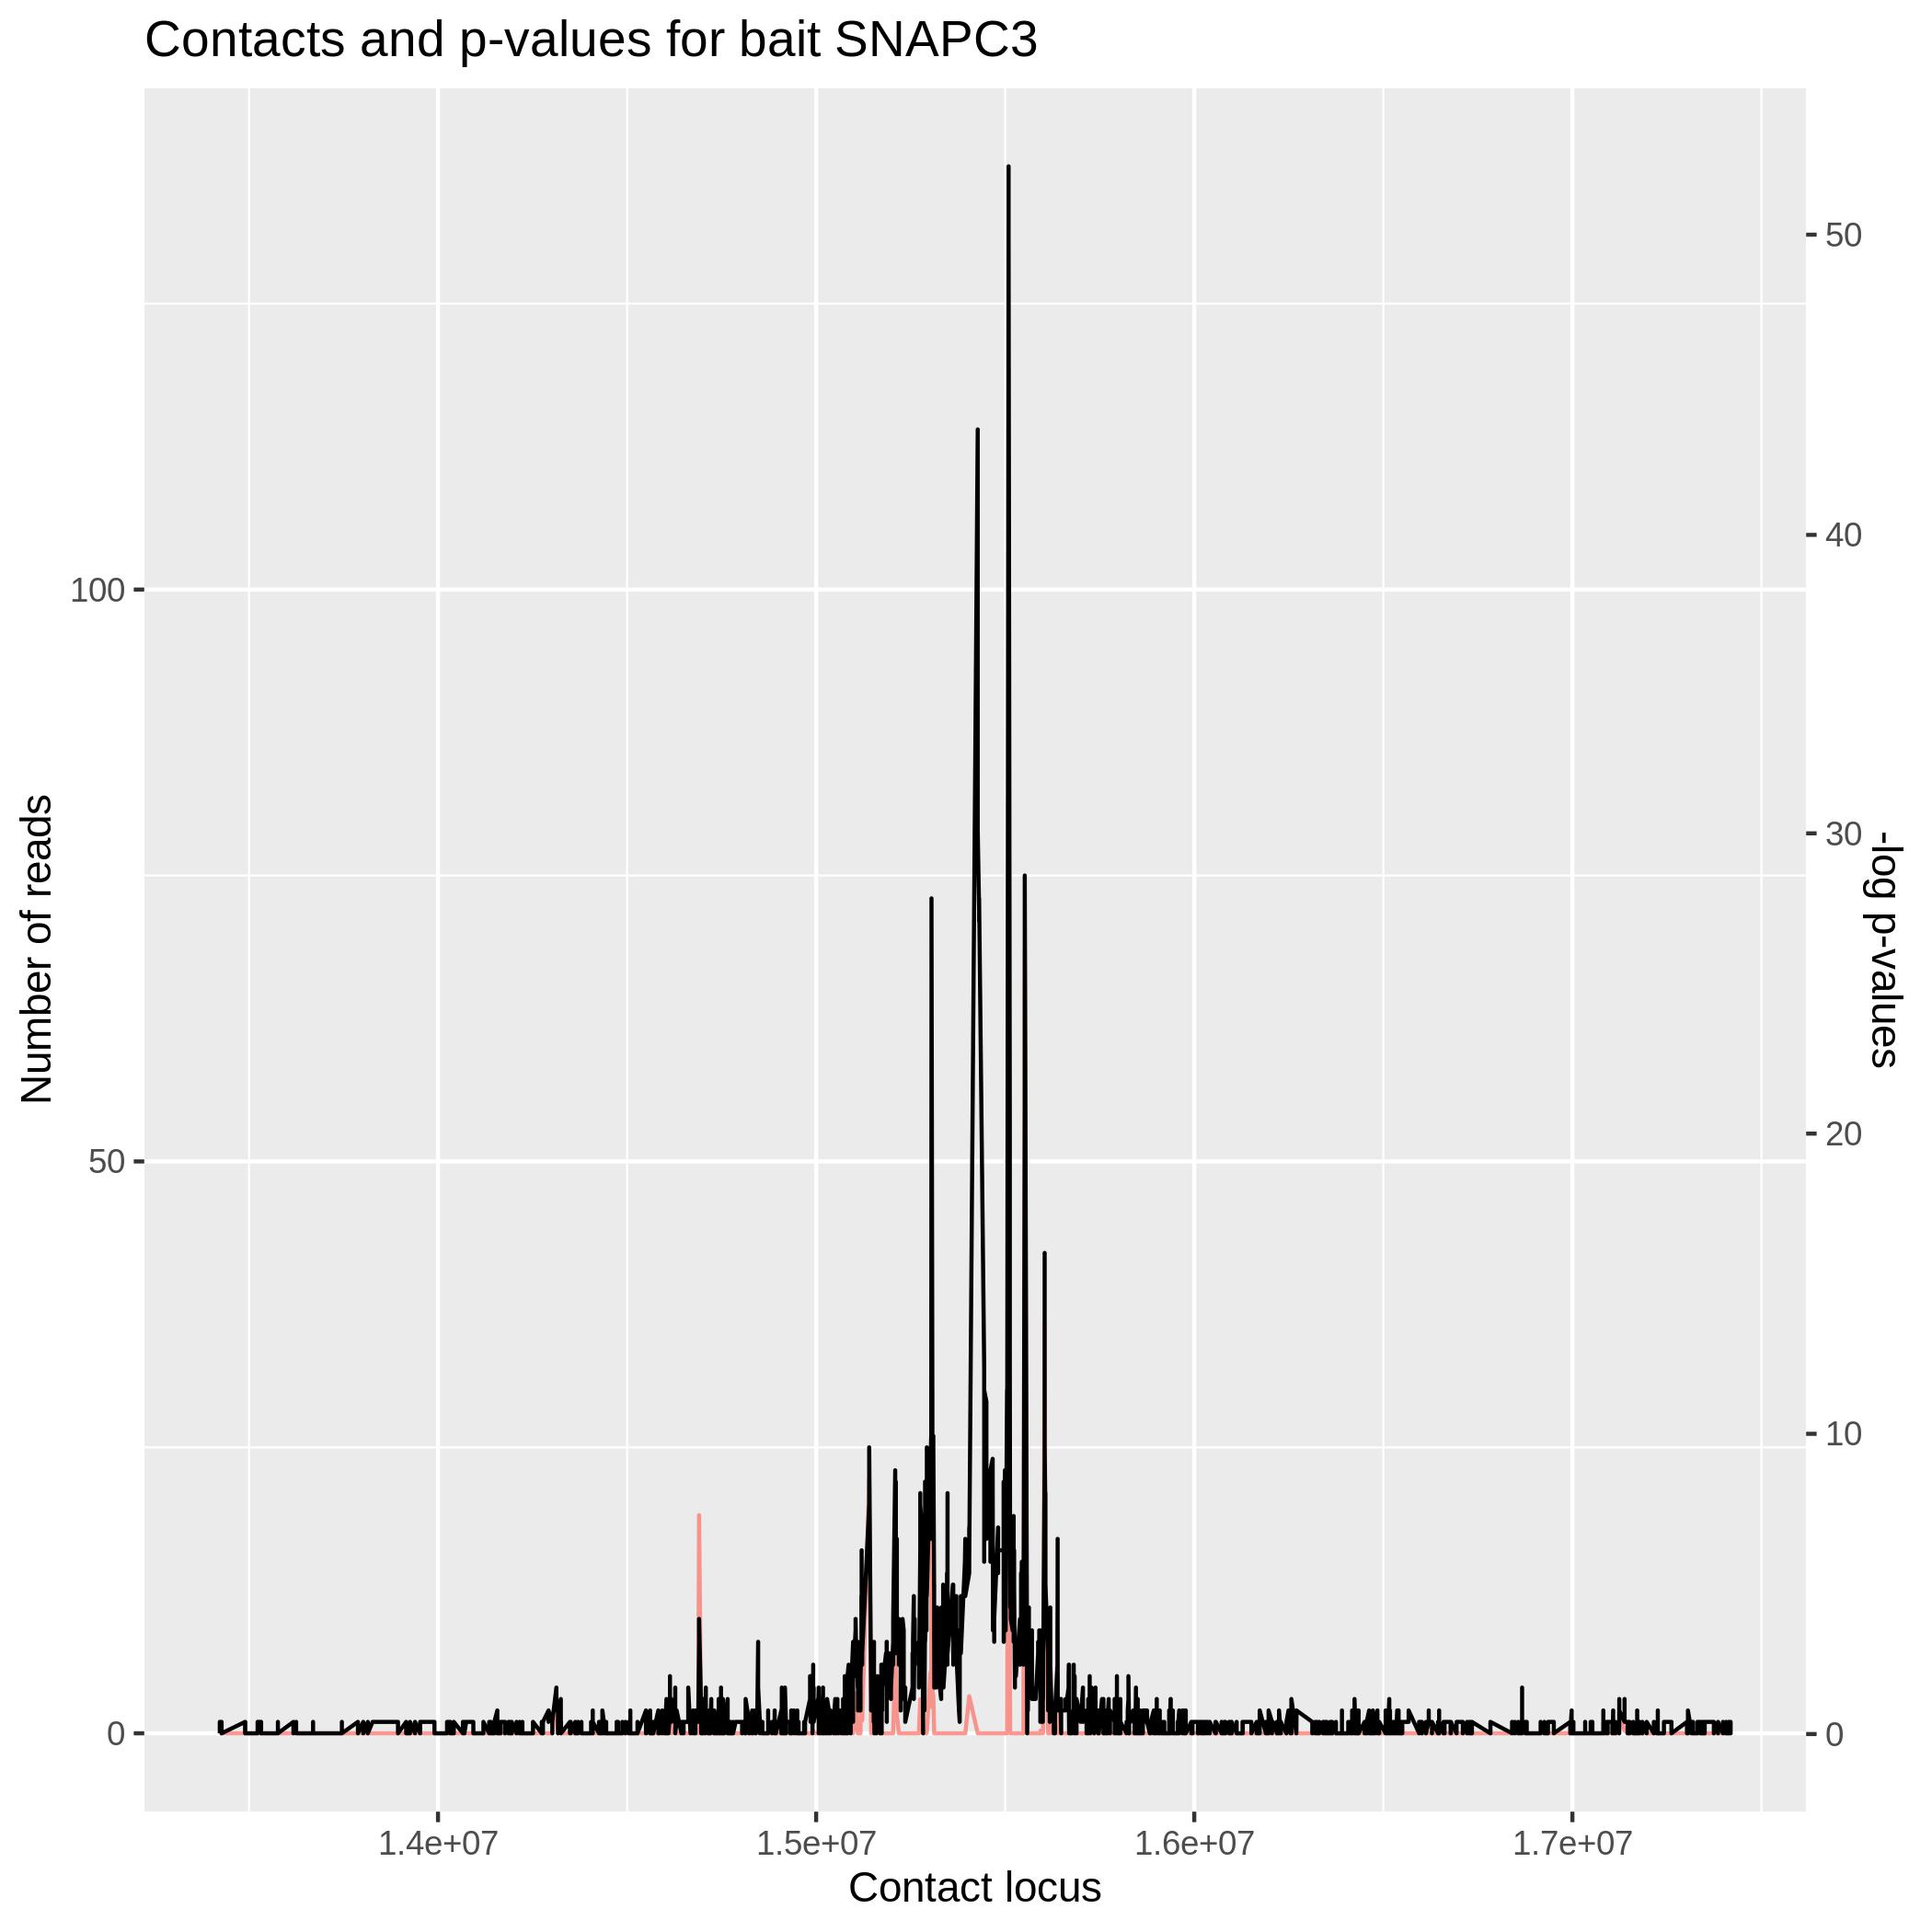 Contacts and p-values for bait SNAPC3
Number of reads
100
50
0
50
40
30
20
10
0
-log p-values
1.4e+07
1.5e+07
1.6e+07
1.7e+07
Contact locus